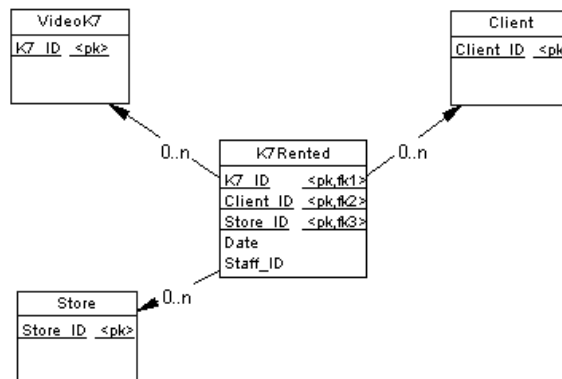 VideoK7
K7_ID <pk>
Client
Client_ID <pk
0..n
0..n
K7Rented
K7_ID <pk,fk1>
Client_ID <pk,fk2>
Store_ID <pk,fk3>
Date
Staff_ID
0..n
Store
Store_ID <pk>